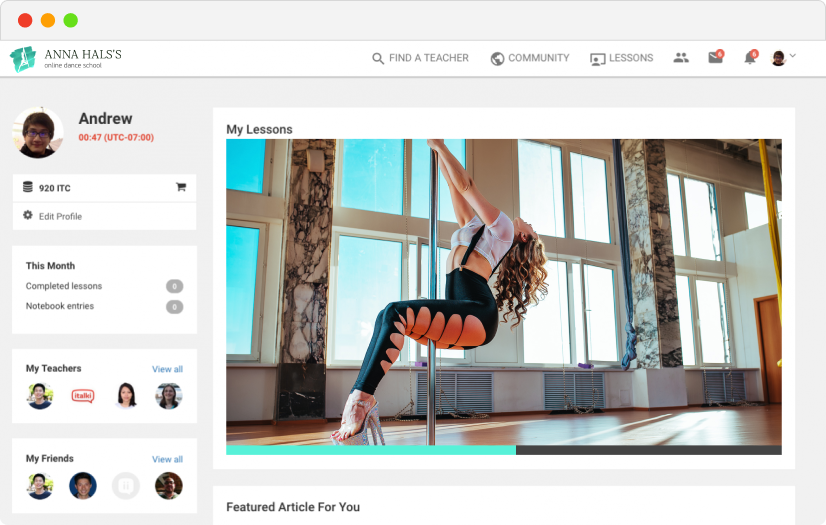 ANNA HALS'S
online dance school
FIND A TEACHER
COMMUNITY
LESSONS
6
6
Andrew
00:47 (UTC-07:00)
920 ITC
Edit Profile
This Month
Completed lessons 0
Notebook entries 0
My Teachers View all
italki
My Friends View all
My Lessons
Featured Article For You